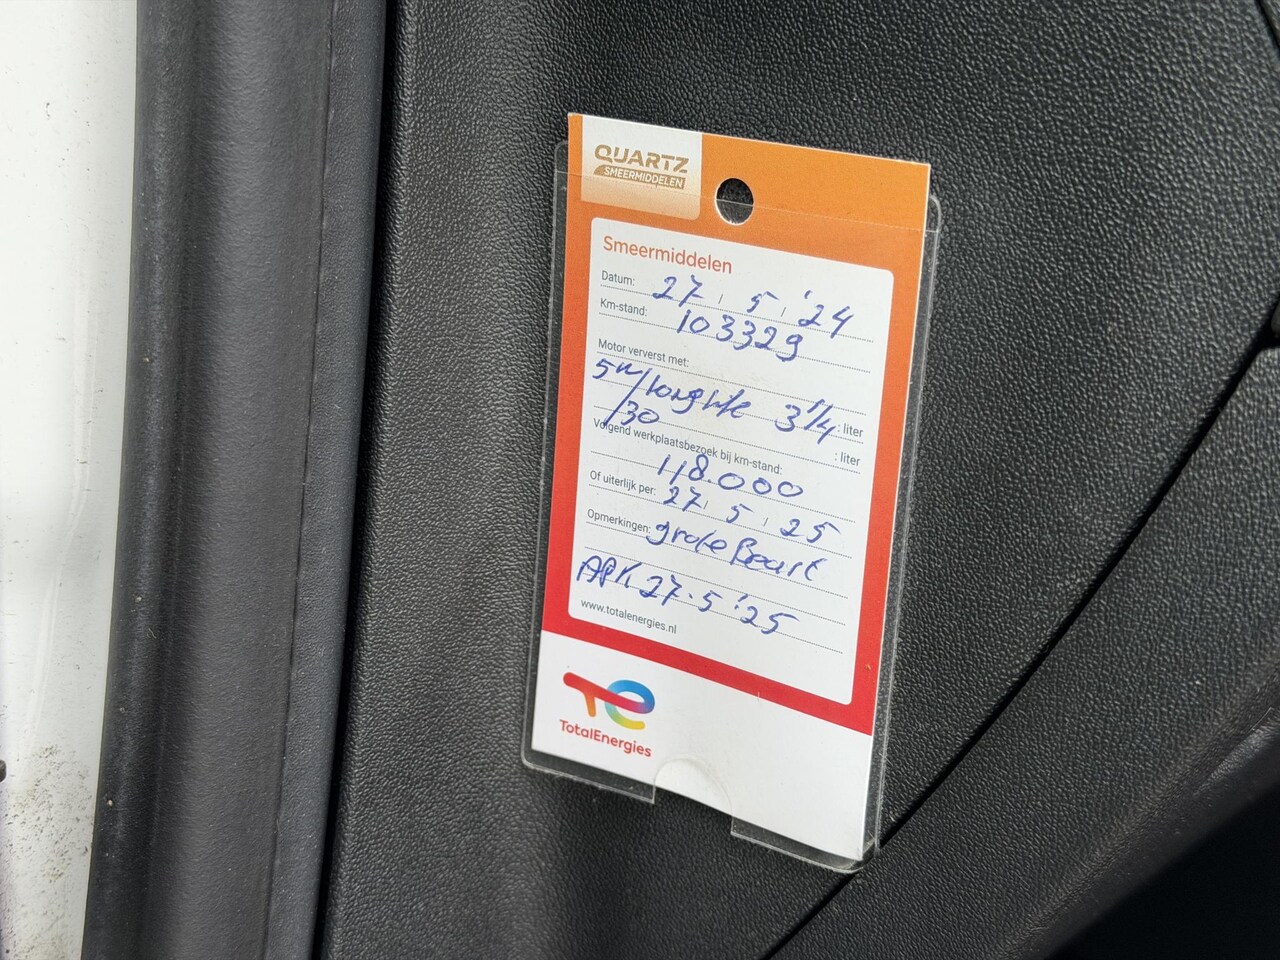 QUARTZ
SMEERMIDDELEN
Smeermiddelen
Datum: 27 / 5 / '24
Km-stand: 103329
Motor ververst met:
5w/longlife 3 1/4 : liter
/30 : liter
Volgend werkplaatsbezoek bij km-stand:
118.000
Of uiterlijk per: 27 / 5 / 25
Opmerkingen: grote Beurt
APK 27-5-'25
www.totalenergies.nl
TotalEnergies